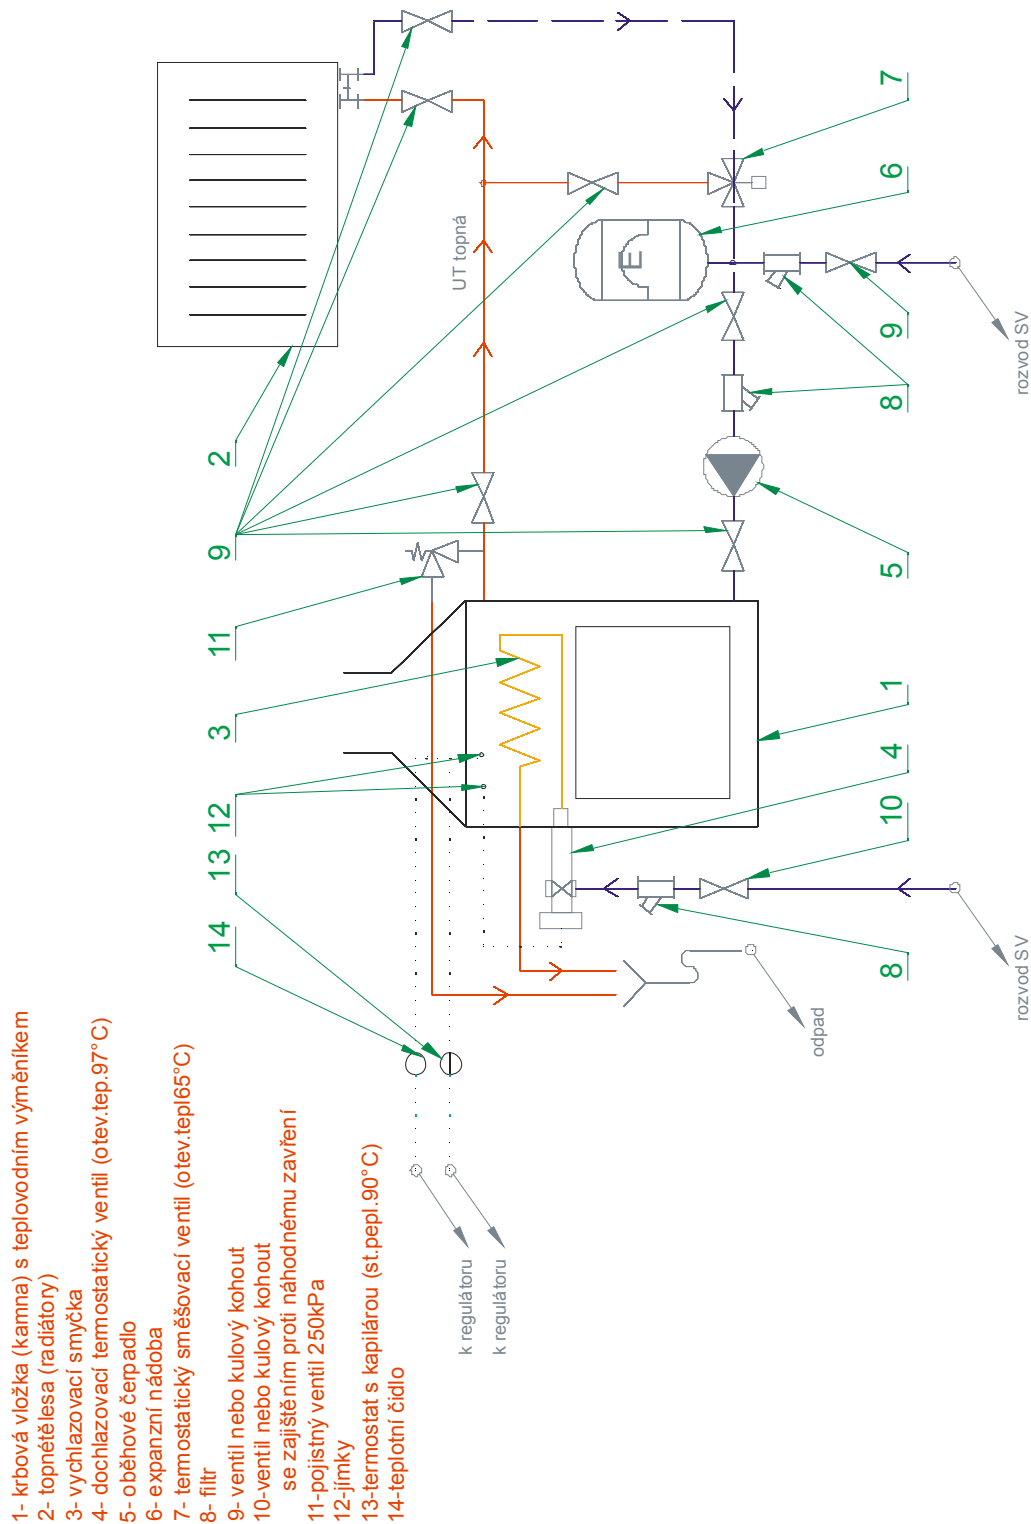 1- krbová vložka (kamna) s teplovodním výměníkem
2- topnétělesa (radiátory)
3- vychlazovací smyčka
4- dochlazovací termostatický ventil (otev.tep.97°C)
5- oběhové čerpadlo
6- expanzní nádoba
7- termostatický směšovací ventil (otev.tepl65°C)
8- filtr
9- ventil nebo kulový kohout
10-ventil nebo kulový kohout
se zajištěním proti náhodnému zavření
11-pojistný ventil 250kPa
12-jímky
13-termostat s kapilárou (st.pepl.90°C)
14-teplotní čidlo
14
13
12
3
11
9
2
UT topná
E
k regulátoru
k regulátoru
odpad
8
10
4
1
5
8
9
6
7
rozvod SV
rozvod SV